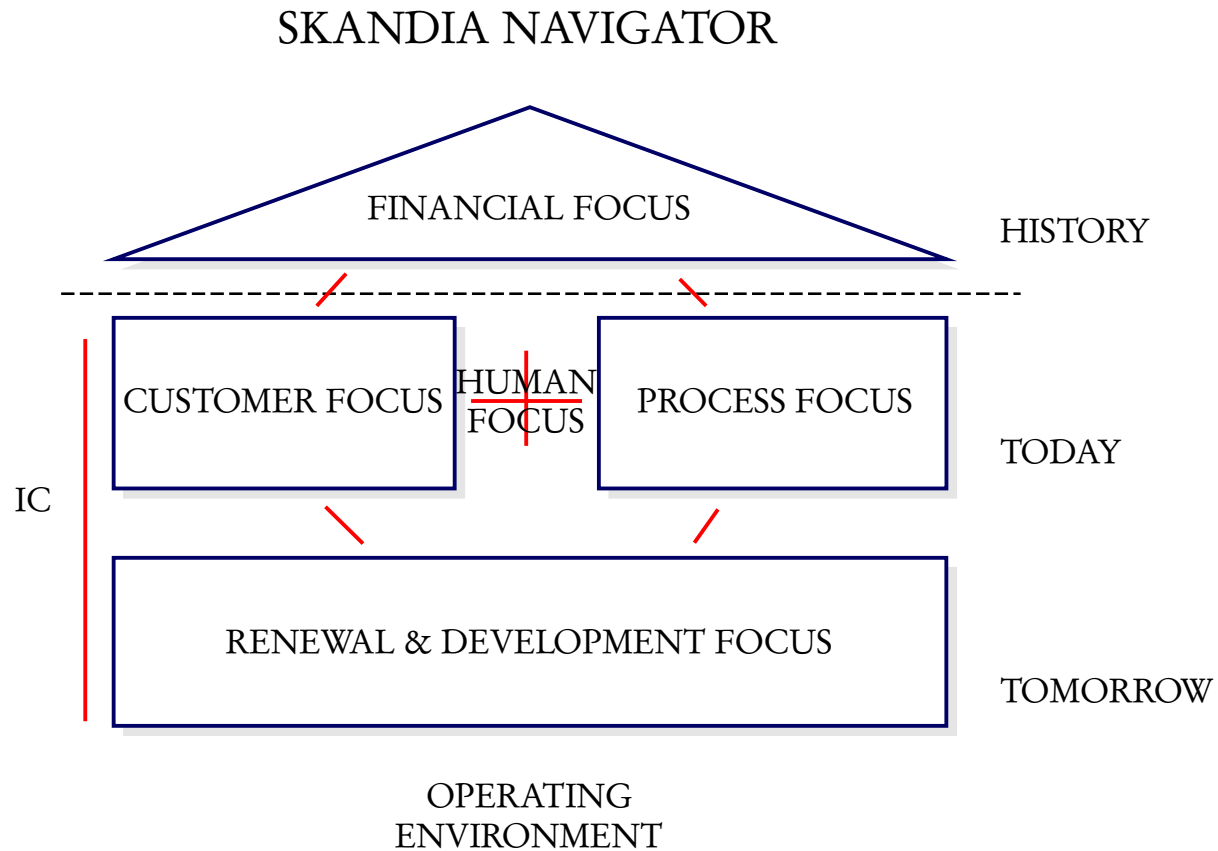 SKANDIA NAVIGATOR
FINANCIAL FOCUS
HISTORY
CUSTOMER FOCUS
HUMAN
FOCUS
PROCESS FOCUS
TODAY
IC
RENEWAL & DEVELOPMENT FOCUS
TOMORROW
OPERATING
ENVIRONMENT